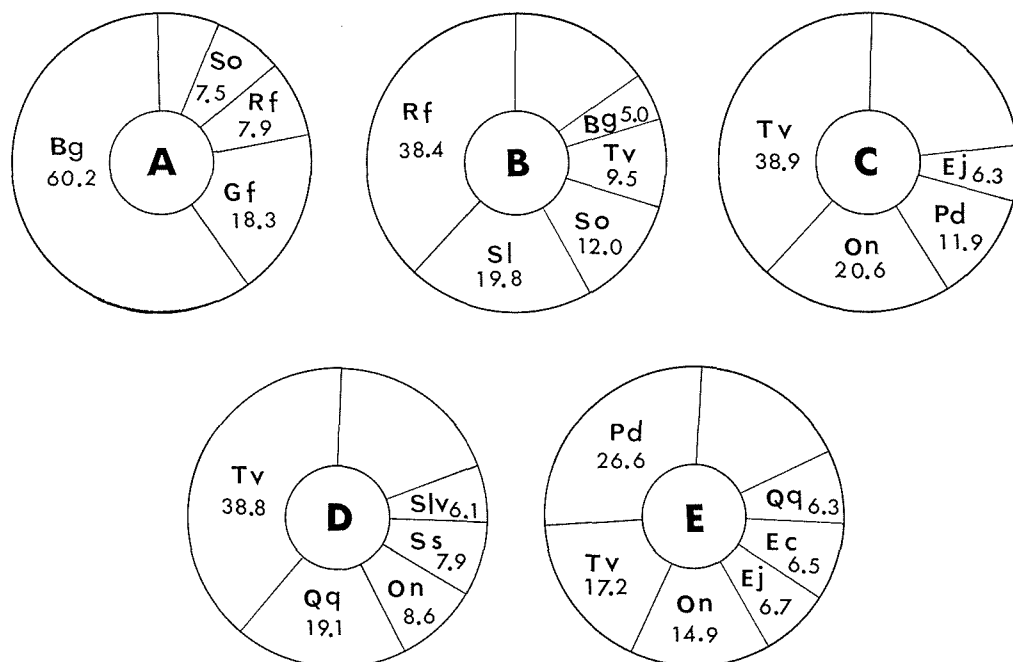 So
7.5
Rf
7.9
Bg
60.2
A
Gf
18.3
Rf
38.4
Bg 5.0
Tv
9.5
B
So
12.0
Sl
19.8
Tv
38.9
C
Ej 6.3
Pd
11.9
On
20.6
Tv
38.8
D
Slv 6.1
Ss
7.9
On
8.6
Qq
19.1
Pd
26.6
E
Qq 6.3
Ec
6.5
Ej
6.7
Tv
17.2
On
14.9